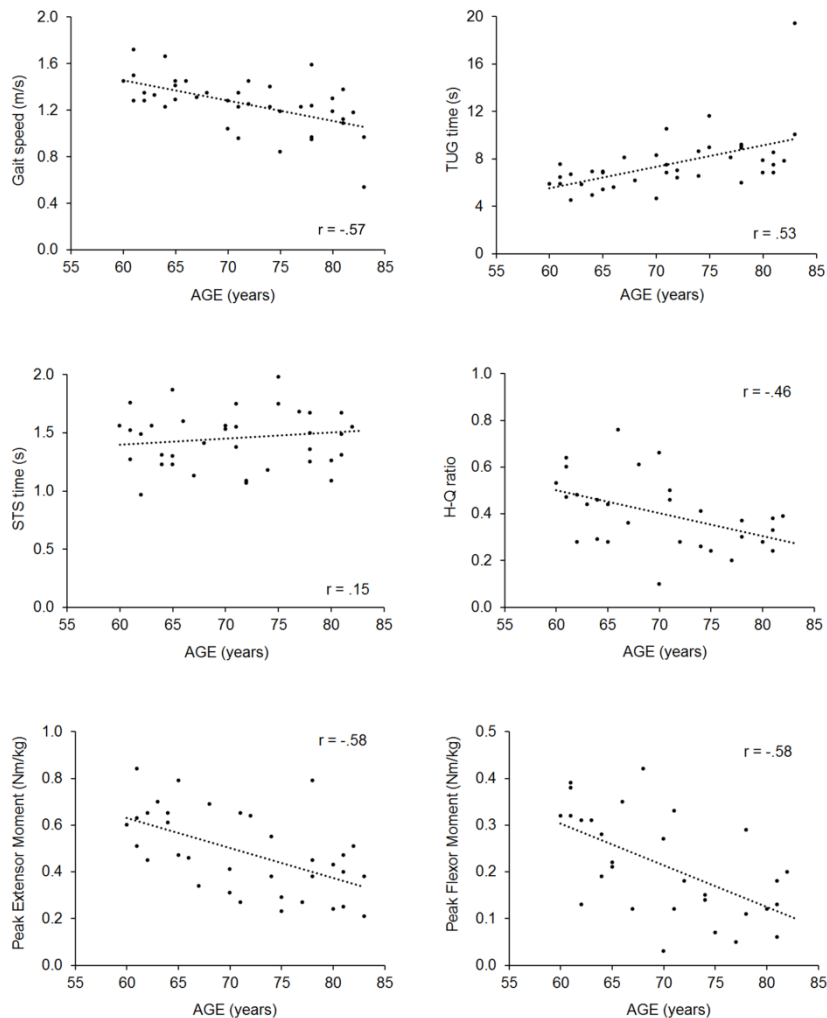 Gait speed (m/s)
2.0
1.6
1.2
0.8
0.4
0.0
r = -.57
55 60 65 70 75 80 85
AGE (years)
TUG time (s)
20
16
12
8
4
0
r = .53
55 60 65 70 75 80 85
AGE (years)
STS time (s)
2.0
1.5
1.0
0.5
0.0
r = .15
55 60 65 70 75 80 85
AGE (years)
H-Q ratio
1.0
0.8
0.6
0.4
0.2
0.0
r = -.46
55 60 65 70 75 80 85
AGE (years)
Peak Extensor Moment (Nm/kg)
1.0
0.8
0.6
0.4
0.2
0.0
r = -.58
55 60 65 70 75 80 85
AGE (years)
Peak Flexor Moment (Nm/kg)
0.5
0.4
0.3
0.2
0.1
0.0
r = -.58
55 60 65 70 75 80 85
AGE (years)